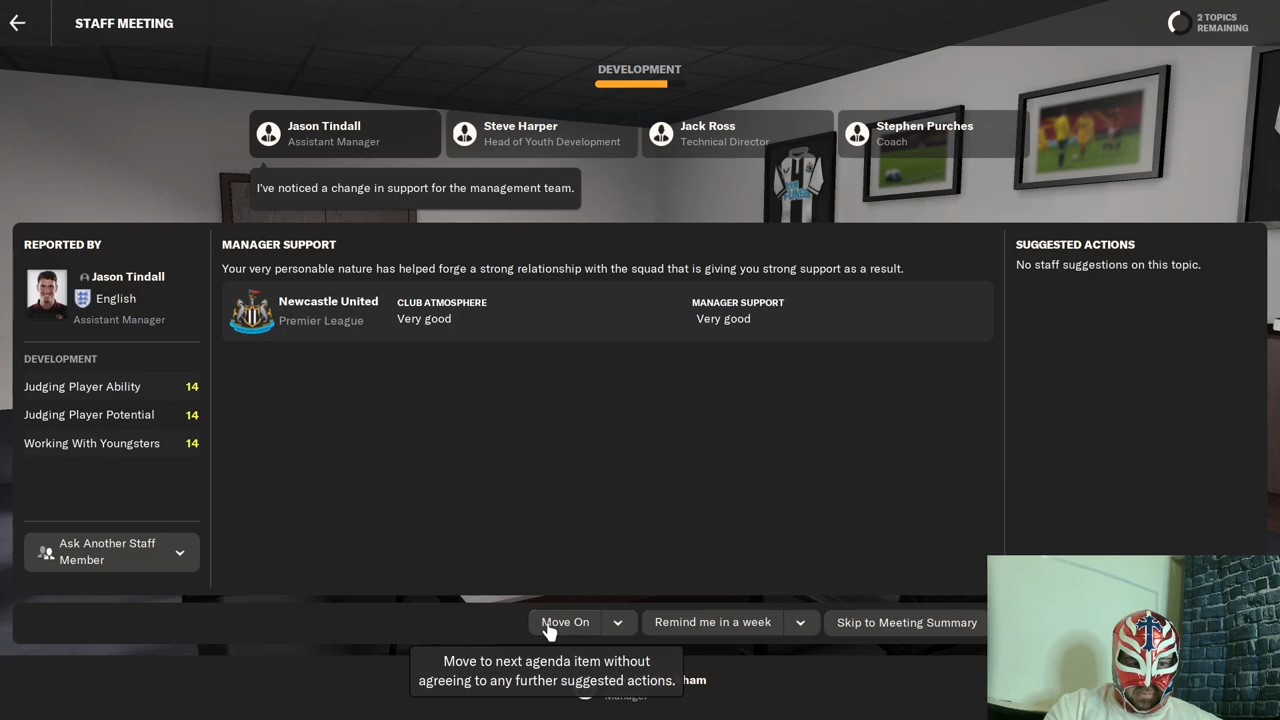 STAFF MEETING
2 TOPICS
REMAINING
DEVELOPMENT
Jason Tindall
Assistant Manager
Steve Harper
Head of Youth Development
Jack Ross
Technical Director
Stephen Purches
Coach
I've noticed a change in support for the management team.
REPORTED BY
Jason Tindall
English
Assistant Manager
DEVELOPMENT
Judging Player Ability 14
Judging Player Potential 14
Working With Youngsters 14
Ask Another Staff
Member
MANAGER SUPPORT
Your very personable nature has helped forge a strong relationship with the squad that is giving you strong support as a result.
Newcastle United
Premier League
CLUB ATMOSPHERE
Very good
MANAGER SUPPORT
Very good
SUGGESTED ACTIONS
No staff suggestions on this topic.
Move On
Remind me in a week
Skip to Meeting Summary
Move to next agenda item without
agreeing to any further suggested actions.
ham
Manager